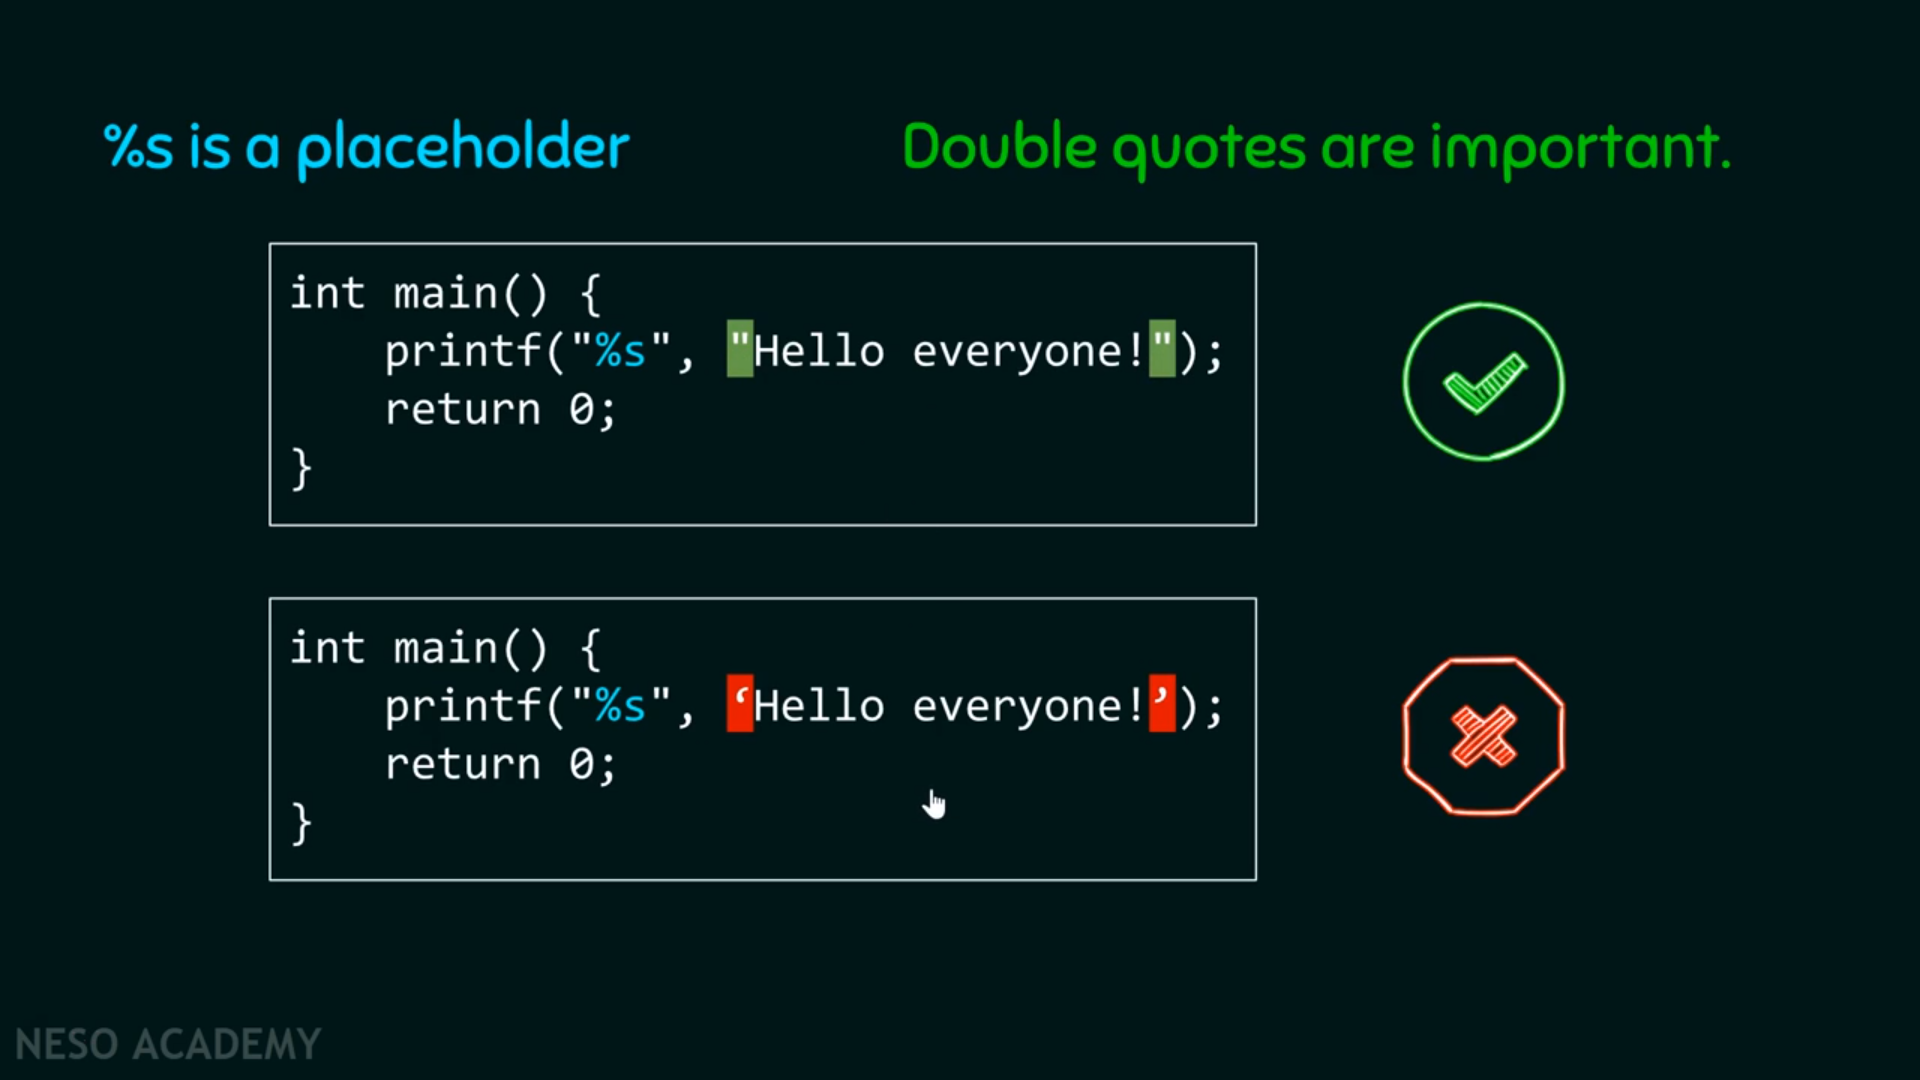 %s is a placeholder
Double quotes are important.
int main() {
    printf("%s", "Hello everyone!");
    return 0;
}
int main() {
    printf("%s", ‘Hello everyone!’);
    return 0;
}
NESO ACADEMY